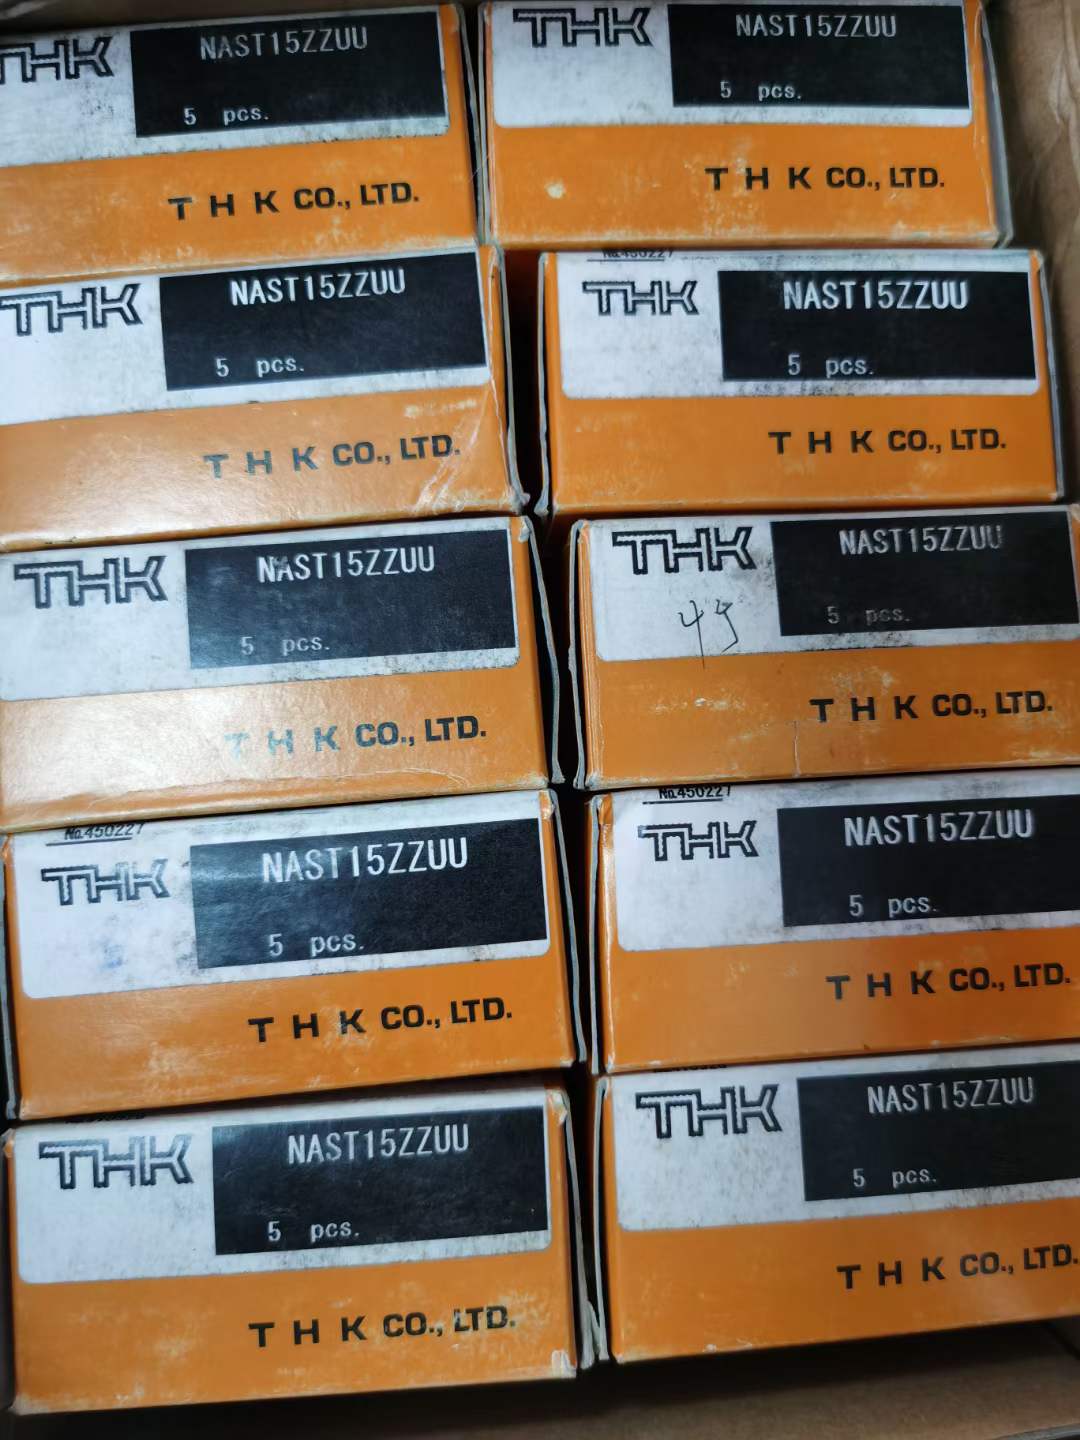 THK
NAST15ZZUU
5 pcs.
T H K CO., LTD.
THK
NAST15ZZUU
5 pcs.
T H K CO., LTD.
THK
NAST15ZZUU
5 pcs.
T H K CO., LTD.
No.450227
THK
NAST15ZZUU
5 pcs.
T H K CO., LTD.
THK
NAST15ZZUU
5 pcs.
T H K CO., LTD.
THK
NAST15ZZUU
5 pcs.
T H K CO., LTD.
No.450227
THK
NAST15ZZUU
5 pcs.
T H K CO., LTD.
No.450227
THK
NAST15ZZUU
5 pcs.
T H K CO., LTD.
THK
NAST15ZZUU
5 pcs.
T H K CO., LTD.
THK
NAST15ZZUU
5 pcs.
T H K CO., LTD.